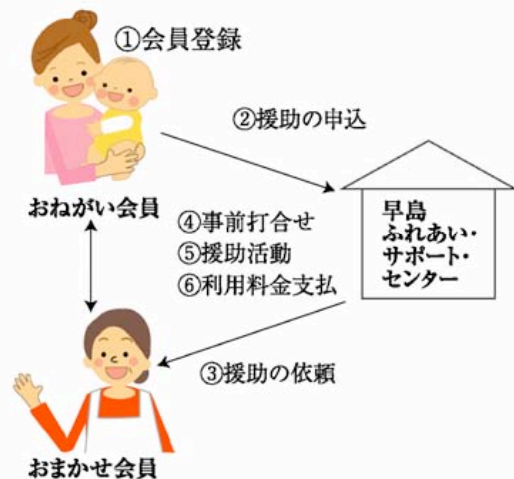 ①会員登録
②援助の申込
おねがい会員
早島
ふれあい・
サポート・
センター
④事前打合せ
⑤援助活動
⑥利用料金支払
③援助の依頼
おまかせ会員